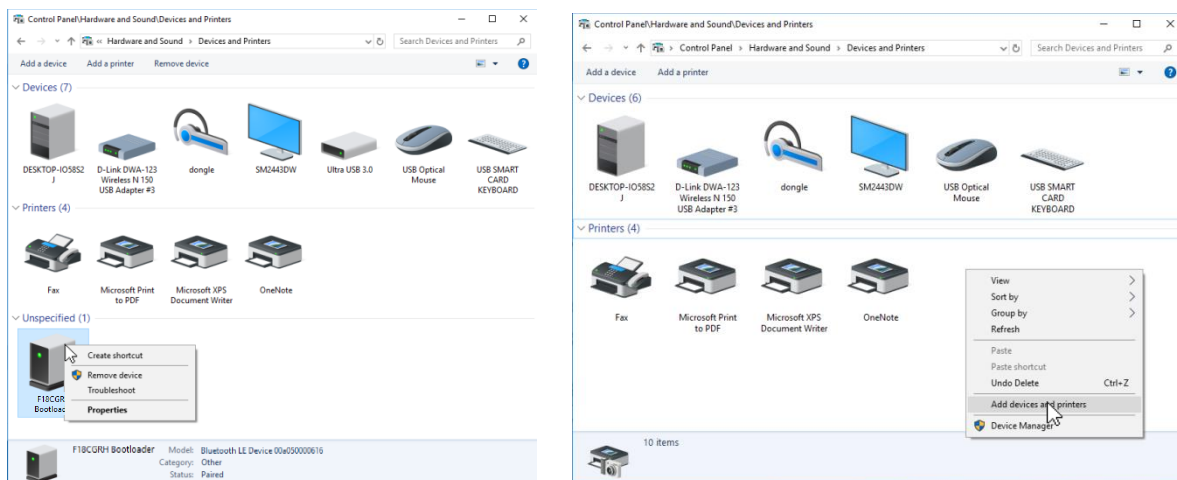 Control Panel\Hardware and Sound\Devices and Printers
« Hardware and Sound > Devices and Printers
Search Devices and Printers
Add a device
Add a printer
Remove device
Devices (7)
DESKTOP-IO58S2
J
D-Link DWA-123
Wireless N 150
USB Adapter #3
dongle
SM2443DW
Ultra USB 3.0
USB Optical
Mouse
USB SMART
CARD
KEYBOARD
Printers (4)
Fax
Microsoft Print
to PDF
Microsoft XPS
Document Writer
OneNote
Unspecified (1)
F18CGR
Bootloa
Create shortcut
Remove device
Troubleshoot
Properties
F18CGRH Bootloader
Model: Bluetooth LE Device 00a050000616
Category: Other
Status: Paired
Control Panel\Hardware and Sound\Devices and Printers
> Control Panel > Hardware and Sound > Devices and Printers
Search Devices and Printers
Add a device
Add a printer
Devices (6)
DESKTOP-IO58S2
J
D-Link DWA-123
Wireless N 150
USB Adapter #3
dongle
SM2443DW
USB Optical
Mouse
USB SMART
CARD
KEYBOARD
Printers (4)
Fax
Microsoft Print
to PDF
Microsoft XPS
Document Writer
OneNote
View
Sort by
Group by
Refresh
Paste
Paste shortcut
Undo Delete Ctrl+Z
Add devices and printers
Device Manager
10 items